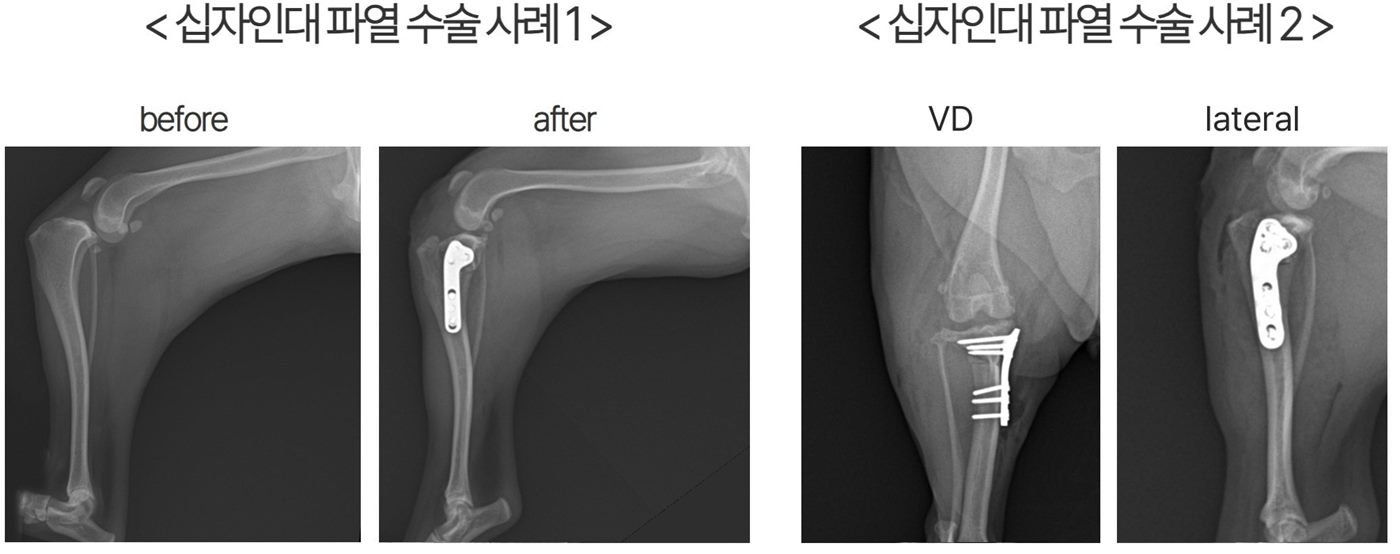 < 십자인대 파열 수술 사례 1 >
< 십자인대 파열 수술 사례 2 >
before
after
VD
lateral